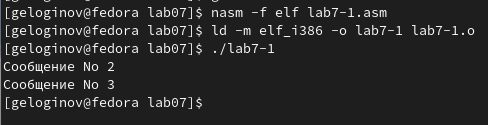 [geloginov@fedora lab07]$ nasm -f elf lab7-1.asm
[geloginov@fedora lab07]$ ld -m elf_i386 -o lab7-1 lab7-1.o
[geloginov@fedora lab07]$ ./lab7-1
Сообщение No 2
Сообщение No 3
[geloginov@fedora lab07]$